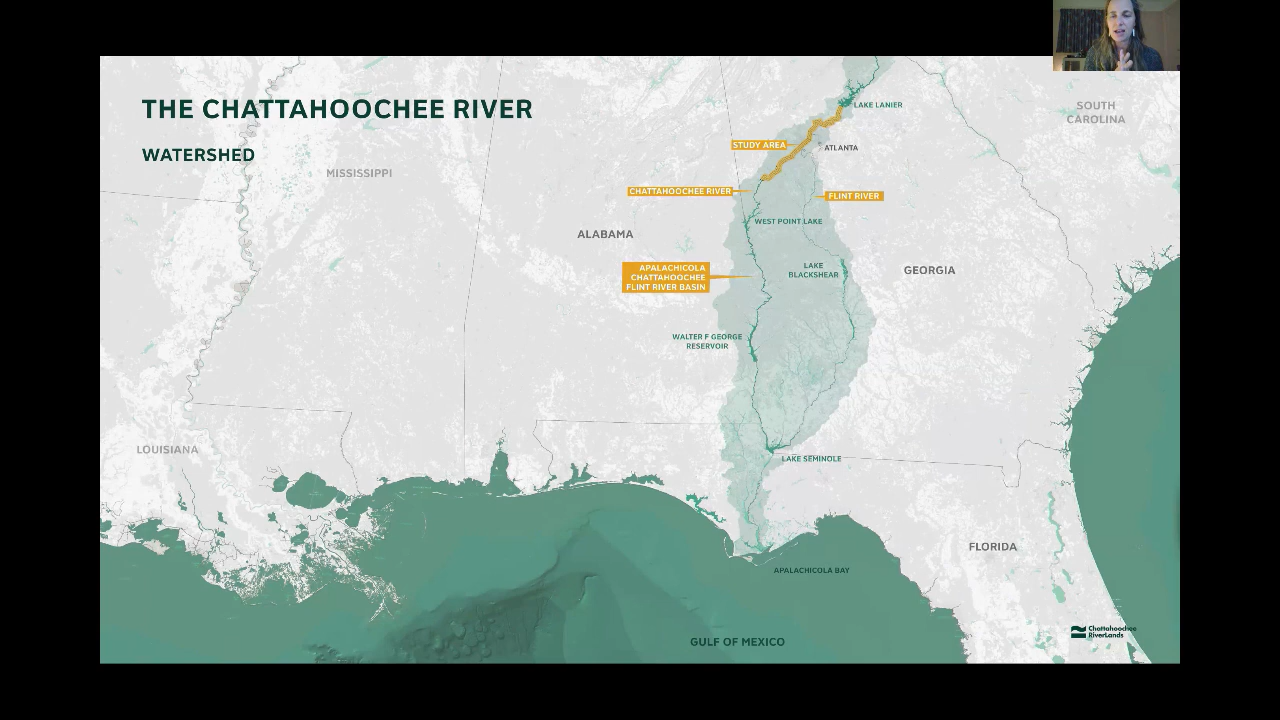 THE CHATTAHOOCHEE RIVER
WATERSHED
LAKE LANIER
SOUTH
CAROLINA
STUDY AREA
ATLANTA
MISSISSIPPI
CHATTAHOOCHEE RIVER
FLINT RIVER
WEST POINT LAKE
ALABAMA
LAKE
BLACKSHEAR
GEORGIA
APALACHICOLA
CHATTAHOOCHEE
FLINT RIVER BASIN
WALTER F GEORGE
RESERVOIR
LOUISIANA
LAKE SEMINOLE
FLORIDA
APALACHICOLA BAY
GULF OF MEXICO
Chattahoochee
RiverLands